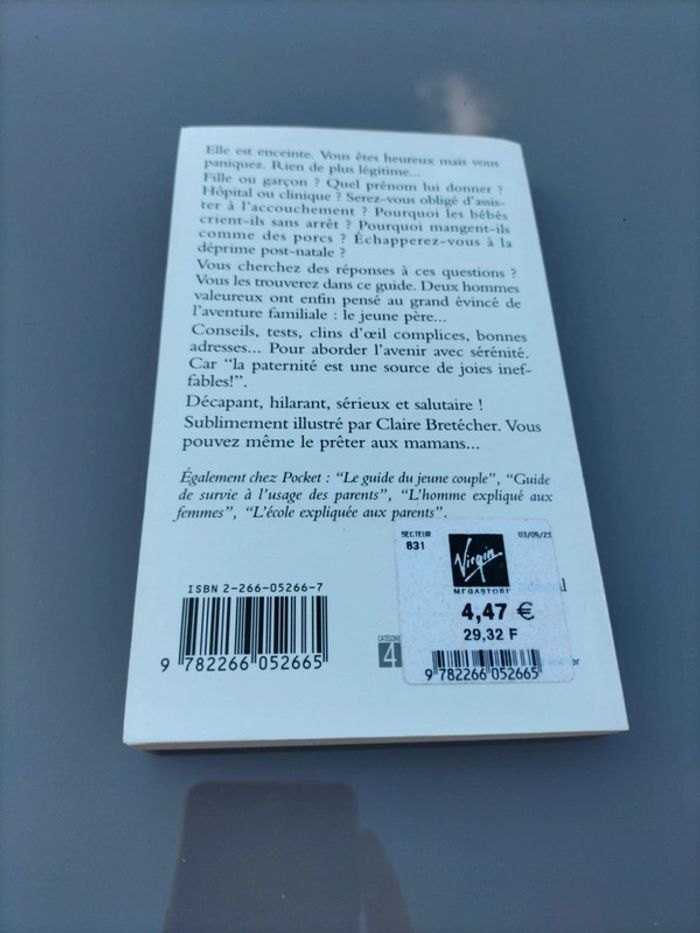 Elle est enceinte. Vous êtes heureux mais vous
paniquez. Rien de plus légitime...
Fille ou garçon ? Quel prénom lui donner ?
Hôpital ou clinique ? Serez-vous obligé d'assis-
ter à l'accouchement ? Pourquoi les bébés
crient-ils sans arrêt ? Pourquoi mangent-ils
comme des porcs ? Échapperez-vous à la
déprime post-natale ?
Vous cherchez des réponses à ces questions ?
Vous les trouverez dans ce guide. Deux hommes
valeureux ont enfin pensé au grand évincé de
l'aventure familiale : le jeune père...
Conseils, tests, clins d'œil complices, bonnes
adresses... Pour aborder l'avenir avec sérénité.
Car "la paternité est une source de joies inef-
fables!".
Décapant, hilarant, sérieux et salutaire !
Sublimement illustré par Claire Bretécher. Vous
pouvez même le prêter aux mamans...
Également chez Pocket : "Le guide du jeune couple", "Guide
de survie à l'usage des parents", "L'homme expliqué aux
femmes", "L'école expliquée aux parents".
SECTEUR
831
03/05/23
Virgin
MEGASTORE
4,47 €
29,32 F
9 782266 052665
ISBN 2-266-05266-7
9 782266 052665
CATÉGORIE
4